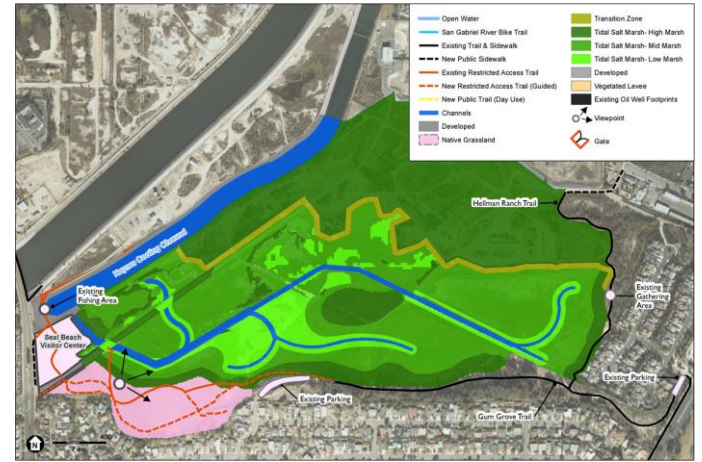 Open Water
San Gabriel River Bike Trail
Existing Trail & Sidewalk
New Public Sidewalk
Existing Restricted Access Trail
New Restricted Access Trail (Guided)
New Public Trail (Day Use)
Channels
Developed
Native Grassland
Transition Zone
Tidal Salt Marsh- High Marsh
Tidal Salt Marsh- Mid Marsh
Tidal Salt Marsh- Low Marsh
Developed
Vegetated Levee
Existing Oil Well Footprints
Viewpoint
Gate
Hellman Ranch Trail
Haynes Cooling Channel
Existing
Fishing Area
Existing
Gathering
Area
Seal Beach
Visitor Center
Existing Parking
Existing Parking
Gum Grove Trail
N